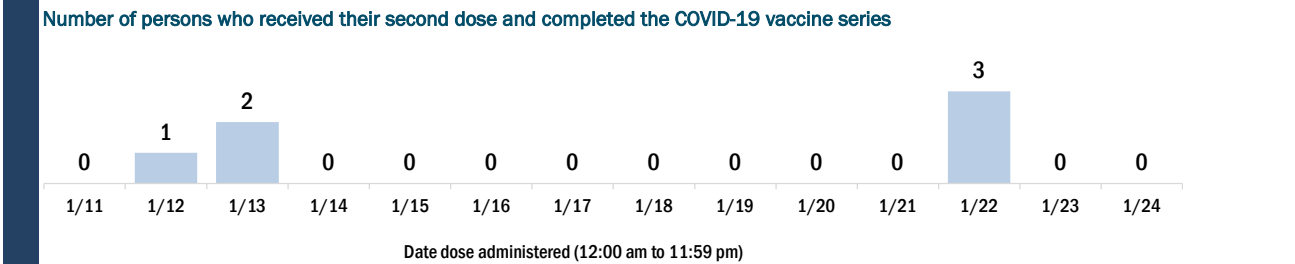 Number of persons who received their second dose and completed the COVID-19 vaccine series
3
2
1
0 0 0 0 0 0 0 0 0 0 0
1/11 1/12 1/13 1/14 1/15 1/16 1/17 1/18 1/19 1/20 1/21 1/22 1/23 1/24
Date dose administered (12:00 am to 11:59 pm)